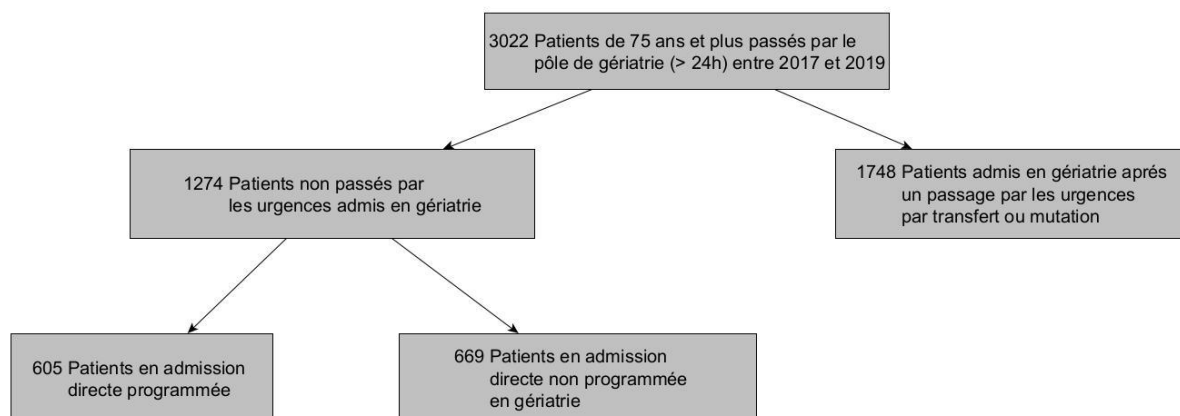 3022 Patients de 75 ans et plus passés par le
pôle de gériatrie (> 24h) entre 2017 et 2019
1274 Patients non passés par
les urgences admis en gériatrie
1748 Patients admis en gériatrie aprés
un passage par les urgences
par transfert ou mutation
605 Patients en admission
directe programmée
669 Patients en admission
directe non programmée
en gériatrie